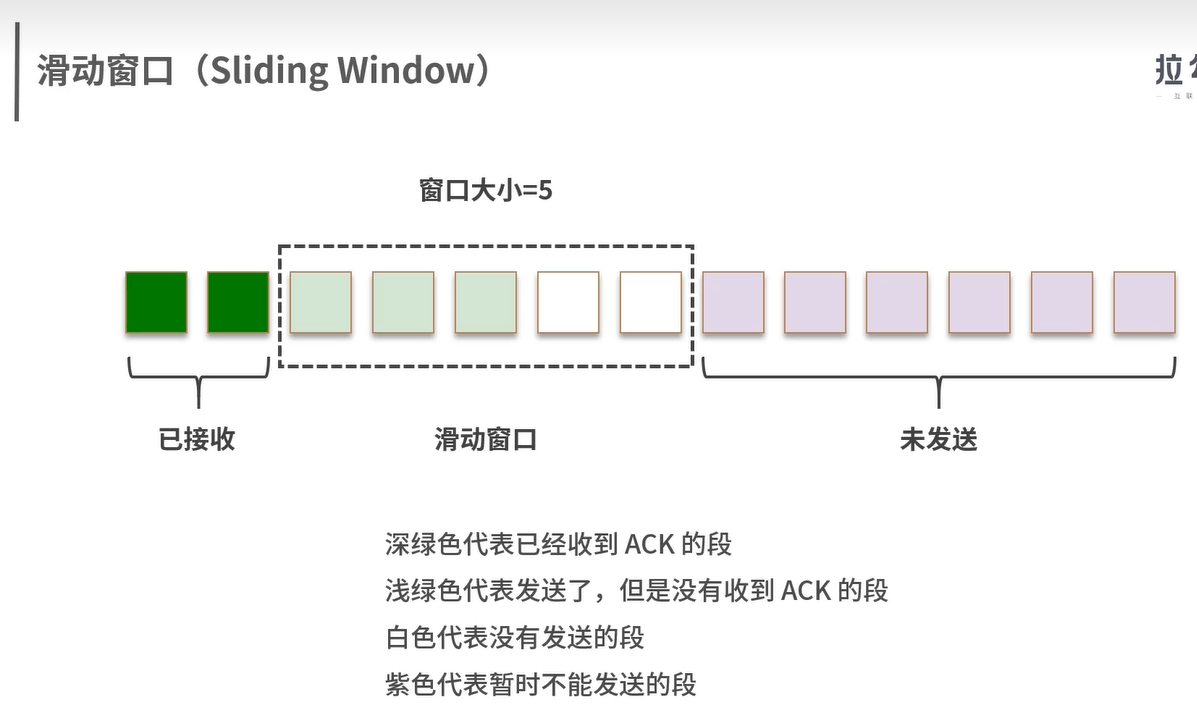 滑动窗口（Sliding Window）
拉
互 联
窗口大小=5
已接收
滑动窗口
未发送
深绿色代表已经收到 ACK 的段
浅绿色代表发送了，但是没有收到 ACK 的段
白色代表没有发送的段
紫色代表暂时不能发送的段